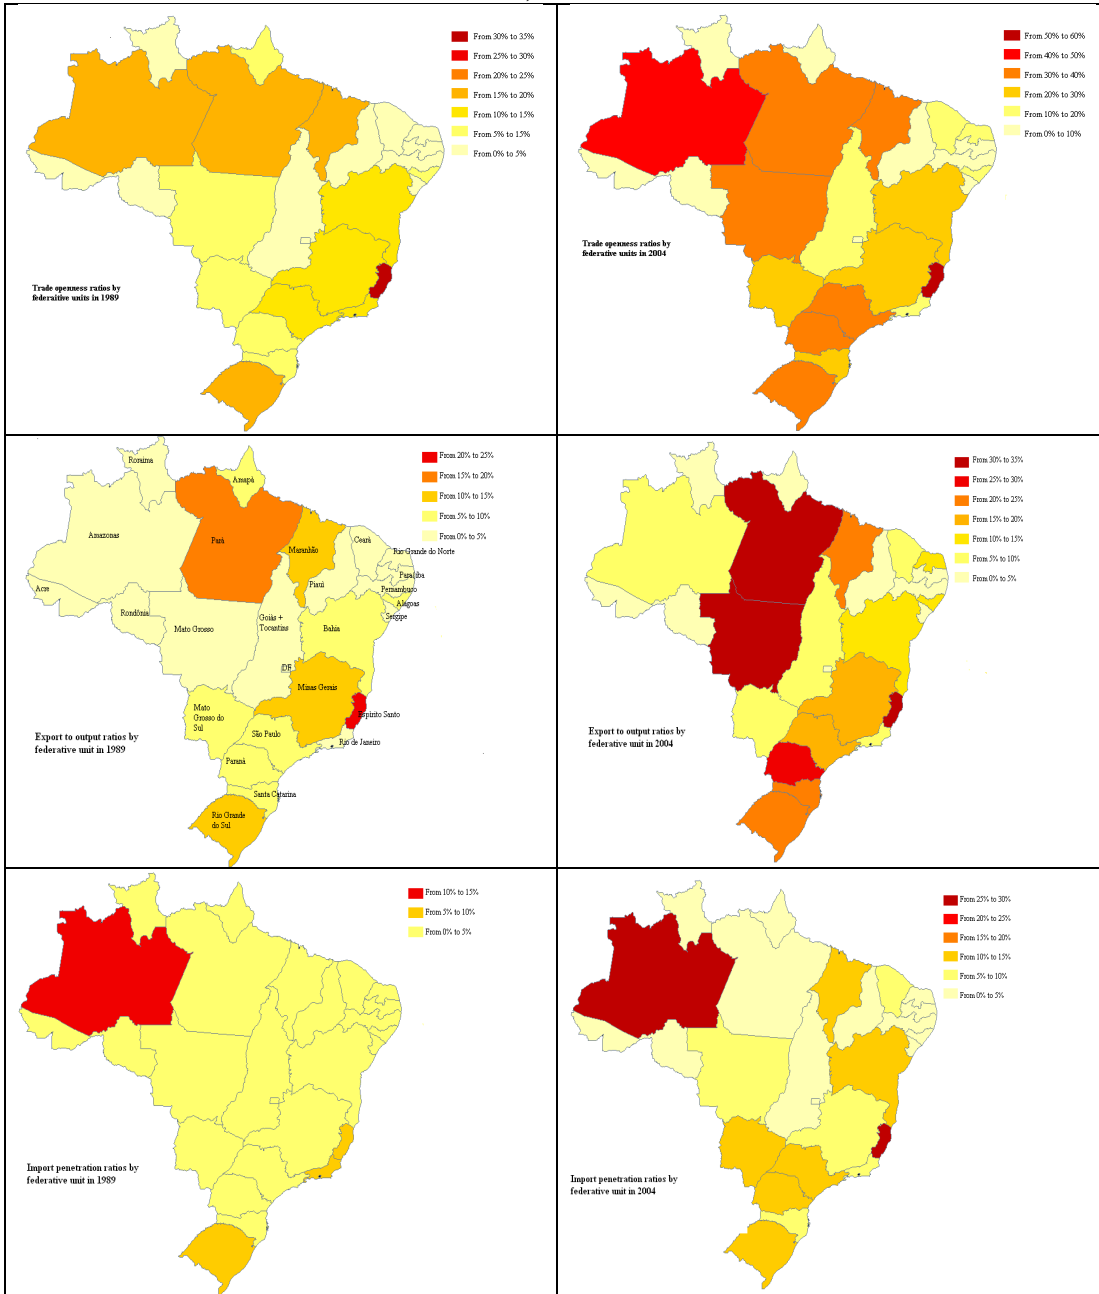 From 30% to 35%
From 25% to 30%
From 20% to 25%
From 15% to 20%
From 10% to 15%
From 5% to 15%
From 0% to 5%
Trade openness ratios by
federaitive units in 1989
From 50% to 60%
From 40% to 50%
From 30% to 40%
From 20% to 30%
From 10% to 20%
From 0% to 10%
Trade openness ratios by
federative units in 2004
From 20% to 25%
From 15% to 20%
From 10% to 15%
From 5% to 10%
From 0% to 5%
Roraima
Amapá
Amazonas
Pará
Maranhão
Ceará
Rio Grande do Norte
Paraíba
Piauí
Pernambuco
Acre
Alagoas
Rondônia
Sergipe
Goiás +
Tocantins
Mato Grosso
Bahia
DF
Minas Gerais
Mato
Grosso do
Sul
Espírito Santo
São Paulo
Rio de Janeiro
Paraná
Santa Catarina
Rio Grande
do Sul
Export to output ratios by
federative unit in 1989
From 30% to 35%
From 25% to 30%
From 20% to 25%
From 15% to 20%
From 10% to 15%
From 5% to 10%
From 0% to 5%
Export to output ratios by
federative unit in 2004
From 10% to 15%
From 5% to 10%
From 0% to 5%
Import penetration ratios by
federative unit in 1989
From 25% to 30%
From 20% to 25%
From 15% to 20%
From 10% to 15%
From 5% to 10%
From 0% to 5%
Import penetration ratios by
federative unit in 2004